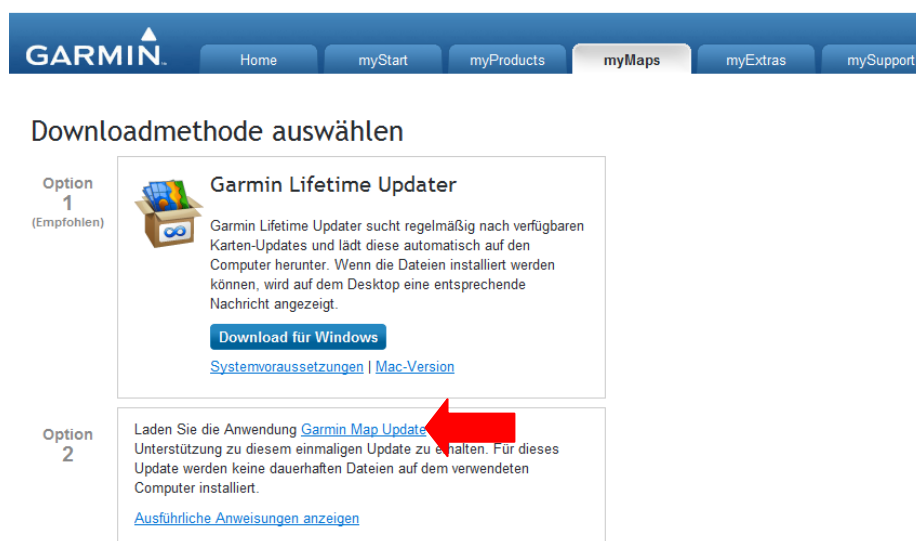 GARMIN
Home myStart myProducts myMaps myExtras mySupport
Downloadmethode auswählen
Option
1
(Empfohlen)
Garmin Lifetime Updater
Garmin Lifetime Updater sucht regelmäßig nach verfügbaren
Karten-Updates und lädt diese automatisch auf den
Computer herunter. Wenn die Dateien installiert werden
können, wird auf dem Desktop eine entsprechende
Nachricht angezeigt.
Download für Windows
Systemvoraussetzungen | Mac-Version
Option
2
Laden Sie die Anwendung Garmin Map Update
Unterstützung zu diesem einmaligen Update zu erhalten. Für dieses
Update werden keine dauerhaften Dateien auf dem verwendeten
Computer installiert.
Ausführliche Anweisungen anzeigen